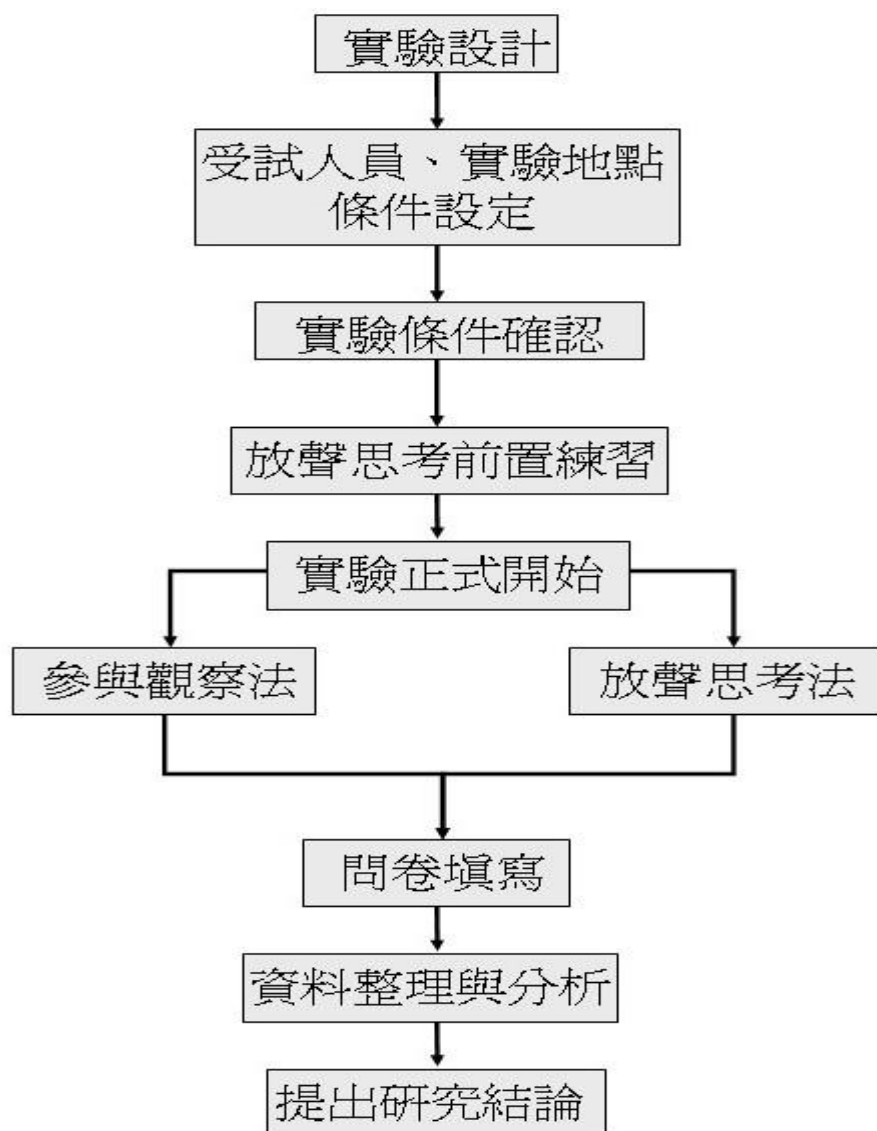 實驗設計
受試人員、實驗地點
條件設定
實驗條件確認
放聲思考前置練習
實驗正式開始
參與觀察法
放聲思考法
問卷填寫
資料整理與分析
提出研究結論